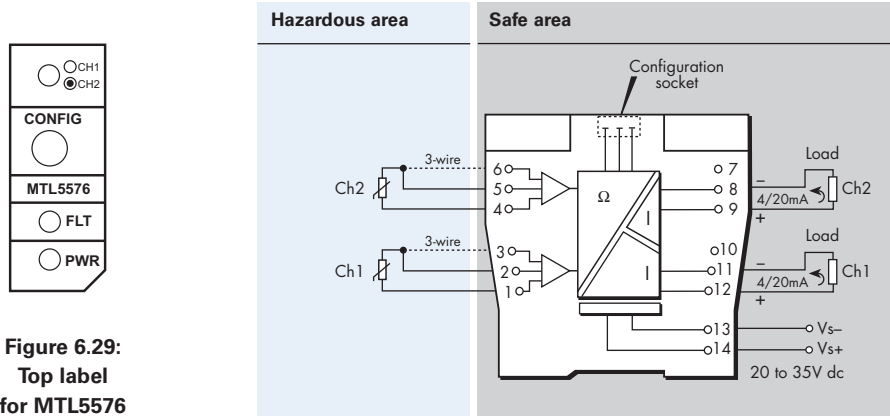 CH1
CH2
CONFIG
MTL5576
FLT
PWR
Figure 6.29:
Top label
for MTL5576
Hazardous area
Safe area
Configuration
socket
3-wire
6
5
4
Ch2
3-wire
3
2
1
Ch1
Ω
I
I
7
8
9
Load
–
4/20mA
+
Ch2
10
11
12
Load
–
4/20mA
+
Ch1
13
Vs–
14
Vs+
20 to 35V dc